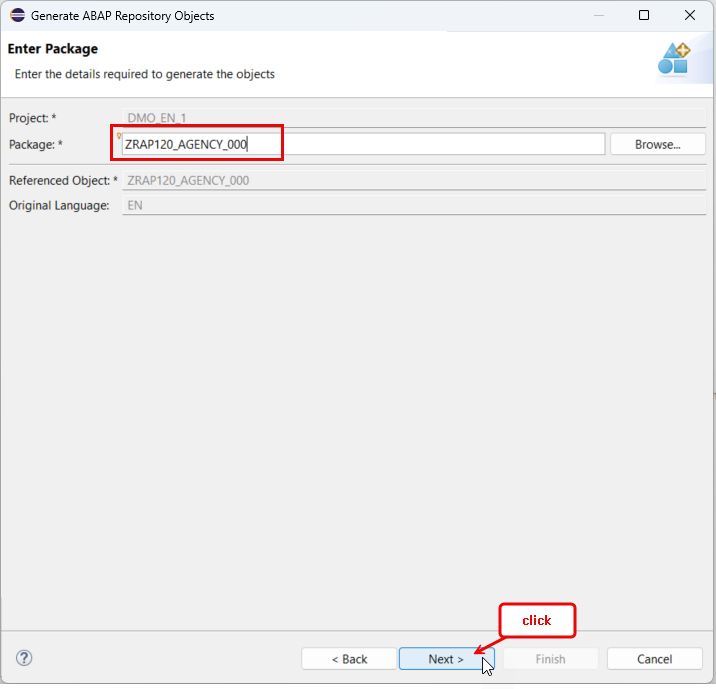 Generate ABAP Repository Objects
Enter Package
Enter the details required to generate the objects
Project: * DMO_EN_1
Package: * ZRAP120_AGENCY_000 Browse...
Referenced Object: * ZRAP120_AGENCY_000
Original Language: EN
click
? < Back Next > Finish Cancel